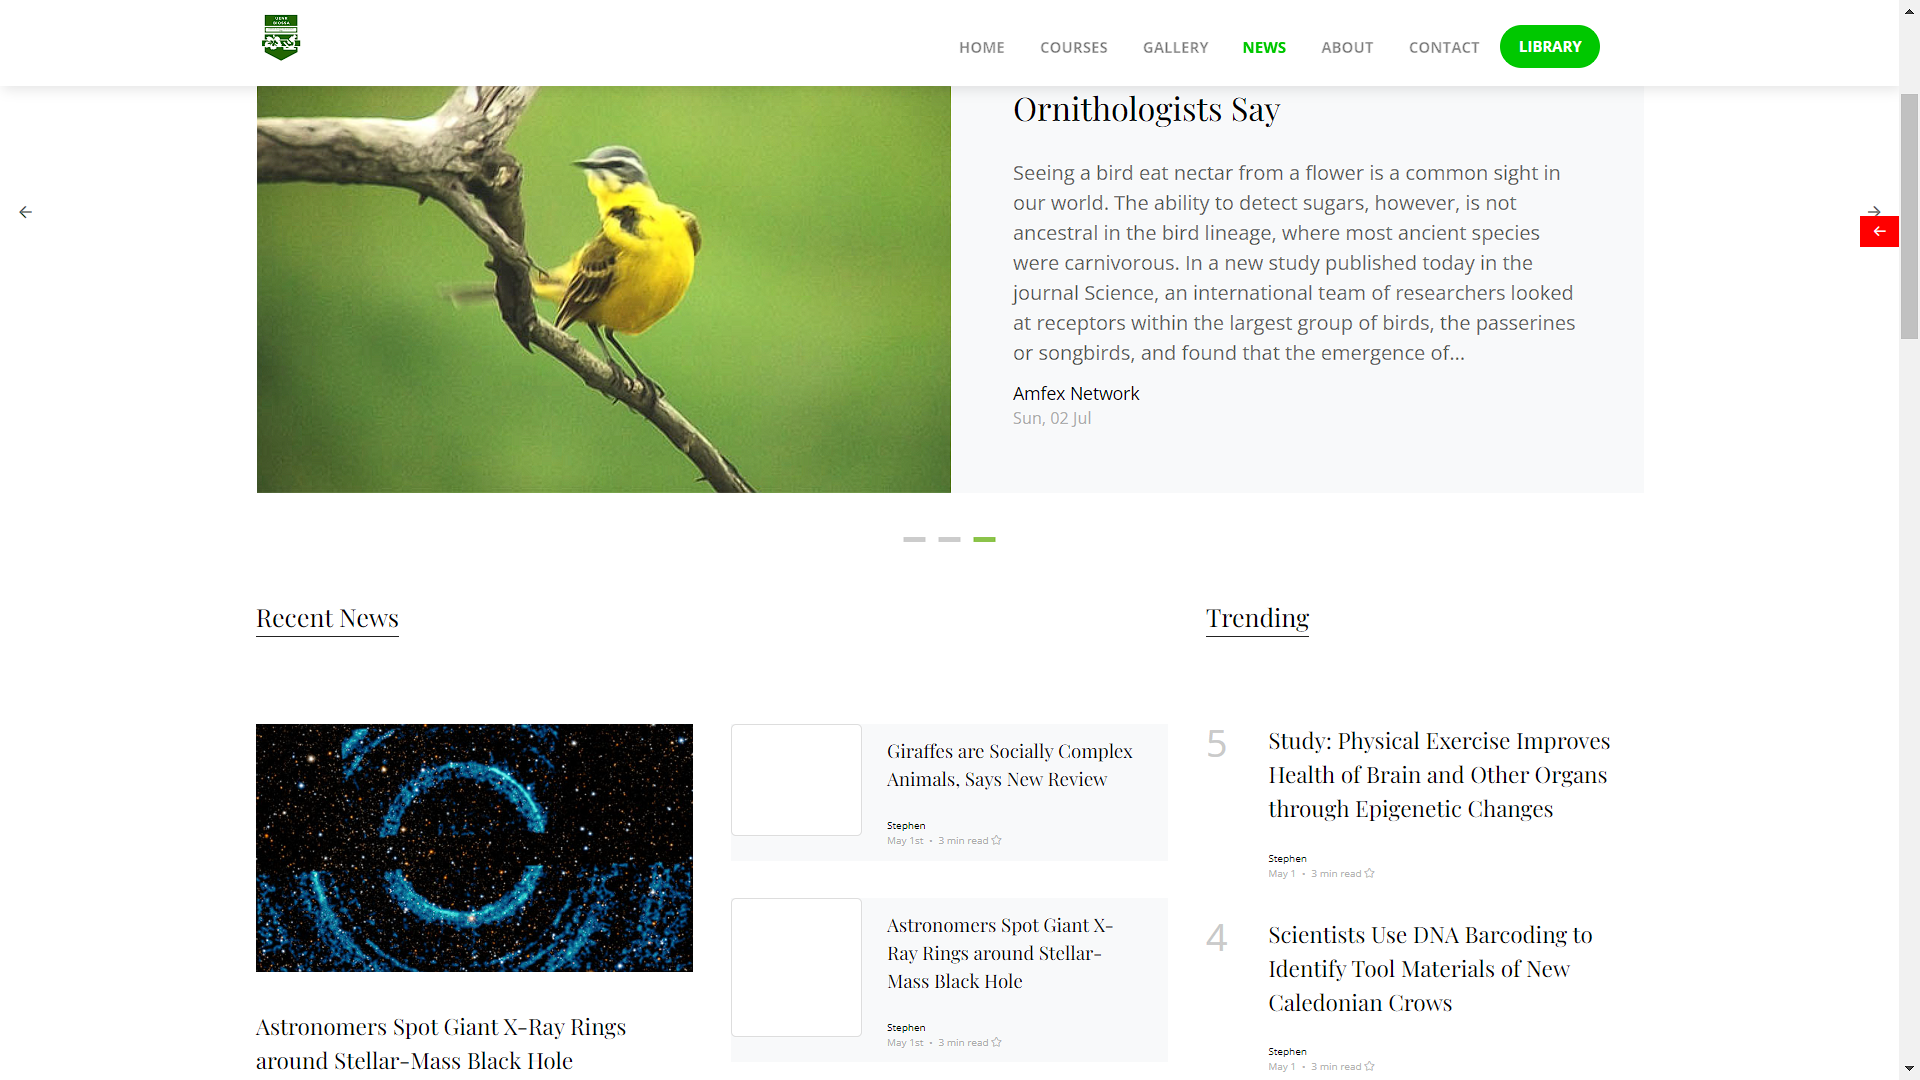 UENR
BIOSSA
HOME
COURSES
GALLERY
NEWS
ABOUT
CONTACT
LIBRARY
Ornithologists Say
Seeing a bird eat nectar from a flower is a common sight in
our world. The ability to detect sugars, however, is not
ancestral in the bird lineage, where most ancient species
were carnivorous. In a new study published today in the
journal Science, an international team of researchers looked
at receptors within the largest group of birds, the passerines
or songbirds, and found that the emergence of...
Amfex Network
Sun, 02 Jul
Recent News
Astronomers Spot Giant X-Ray Rings
around Stellar-Mass Black Hole
Giraffes are Socially Complex
Animals, Says New Review
Stephen
May 1st • 3 min read
Astronomers Spot Giant X-
Ray Rings around Stellar-
Mass Black Hole
Stephen
May 1st • 3 min read
Trending
5
Study: Physical Exercise Improves
Health of Brain and Other Organs
through Epigenetic Changes
Stephen
May 1 • 3 min read
4
Scientists Use DNA Barcoding to
Identify Tool Materials of New
Caledonian Crows
Stephen
May 1 • 3 min read